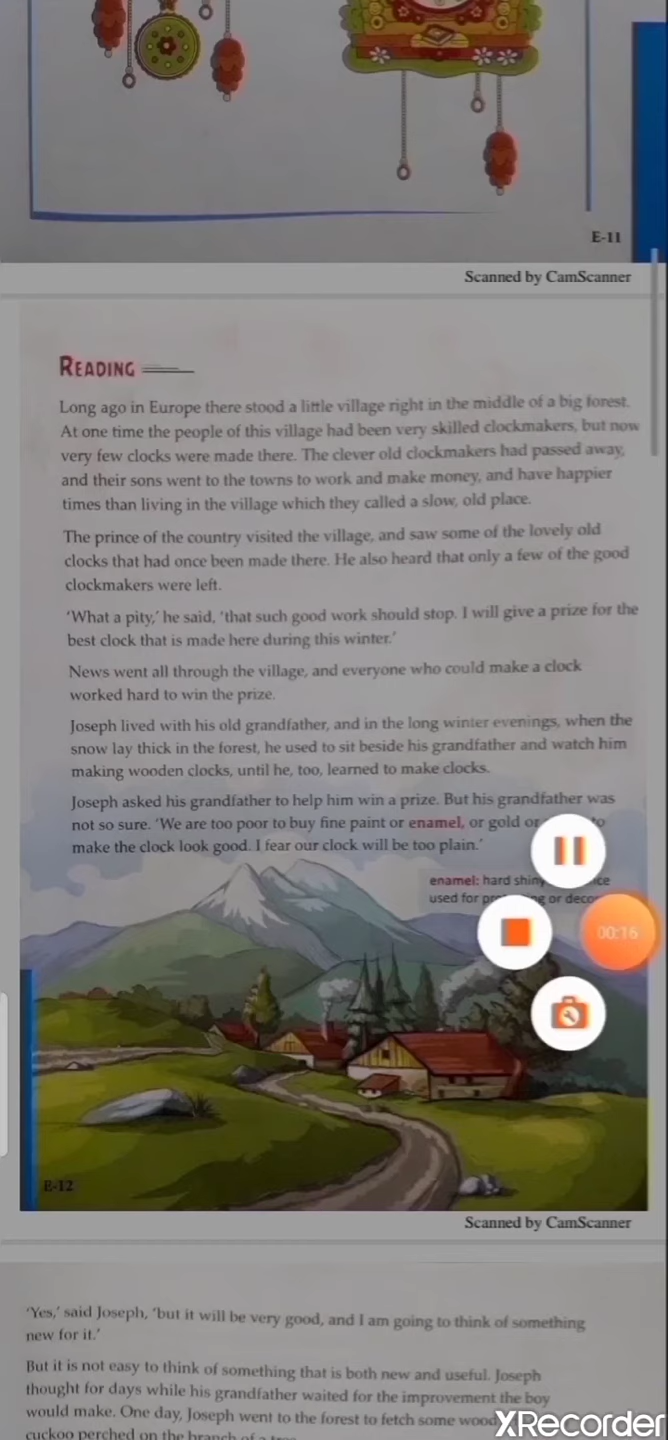 E-11
Scanned by CamScanner
READING
Long ago in Europe there stood a little village right in the middle of a big forest.
At one time the people of this village had been very skilled clockmakers, but now
very few clocks were made there. The clever old clockmakers had passed away,
and their sons went to the towns to work and make money, and have happier
times than living in the village which they called a slow, old place.
The prince of the country visited the village, and saw some of the lovely old
clocks that had once been made there. He also heard that only a few of the good
clockmakers were left.
‘What a pity,’ he said, ‘that such good work should stop. I will give a prize for the
best clock that is made here during this winter.’
News went all through the village, and everyone who could make a clock
worked hard to win the prize.
Joseph lived with his old grandfather, and in the long winter evenings, when the
snow lay thick in the forest, he used to sit beside his grandfather and watch him
making wooden clocks, until he, too, learned to make clocks.
Joseph asked his grandfather to help him win a prize. But his grandfather was
not so sure. ‘We are too poor to buy fine paint or enamel, or gold or to
make the clock look good. I fear our clock will be too plain.’
enamel: hard shiny
used for or
00:16
E-12
Scanned by CamScanner
‘Yes,’ said Joseph, ‘but it will be very good, and I am going to think of something
new for it.’
But it is not easy to think of something that is both new and useful. Joseph
thought for days while his grandfather waited for the improvement the boy
would make. One day, Joseph went to the forest to fetch some wood
cuckoo perched on the branch of a
XRecorder